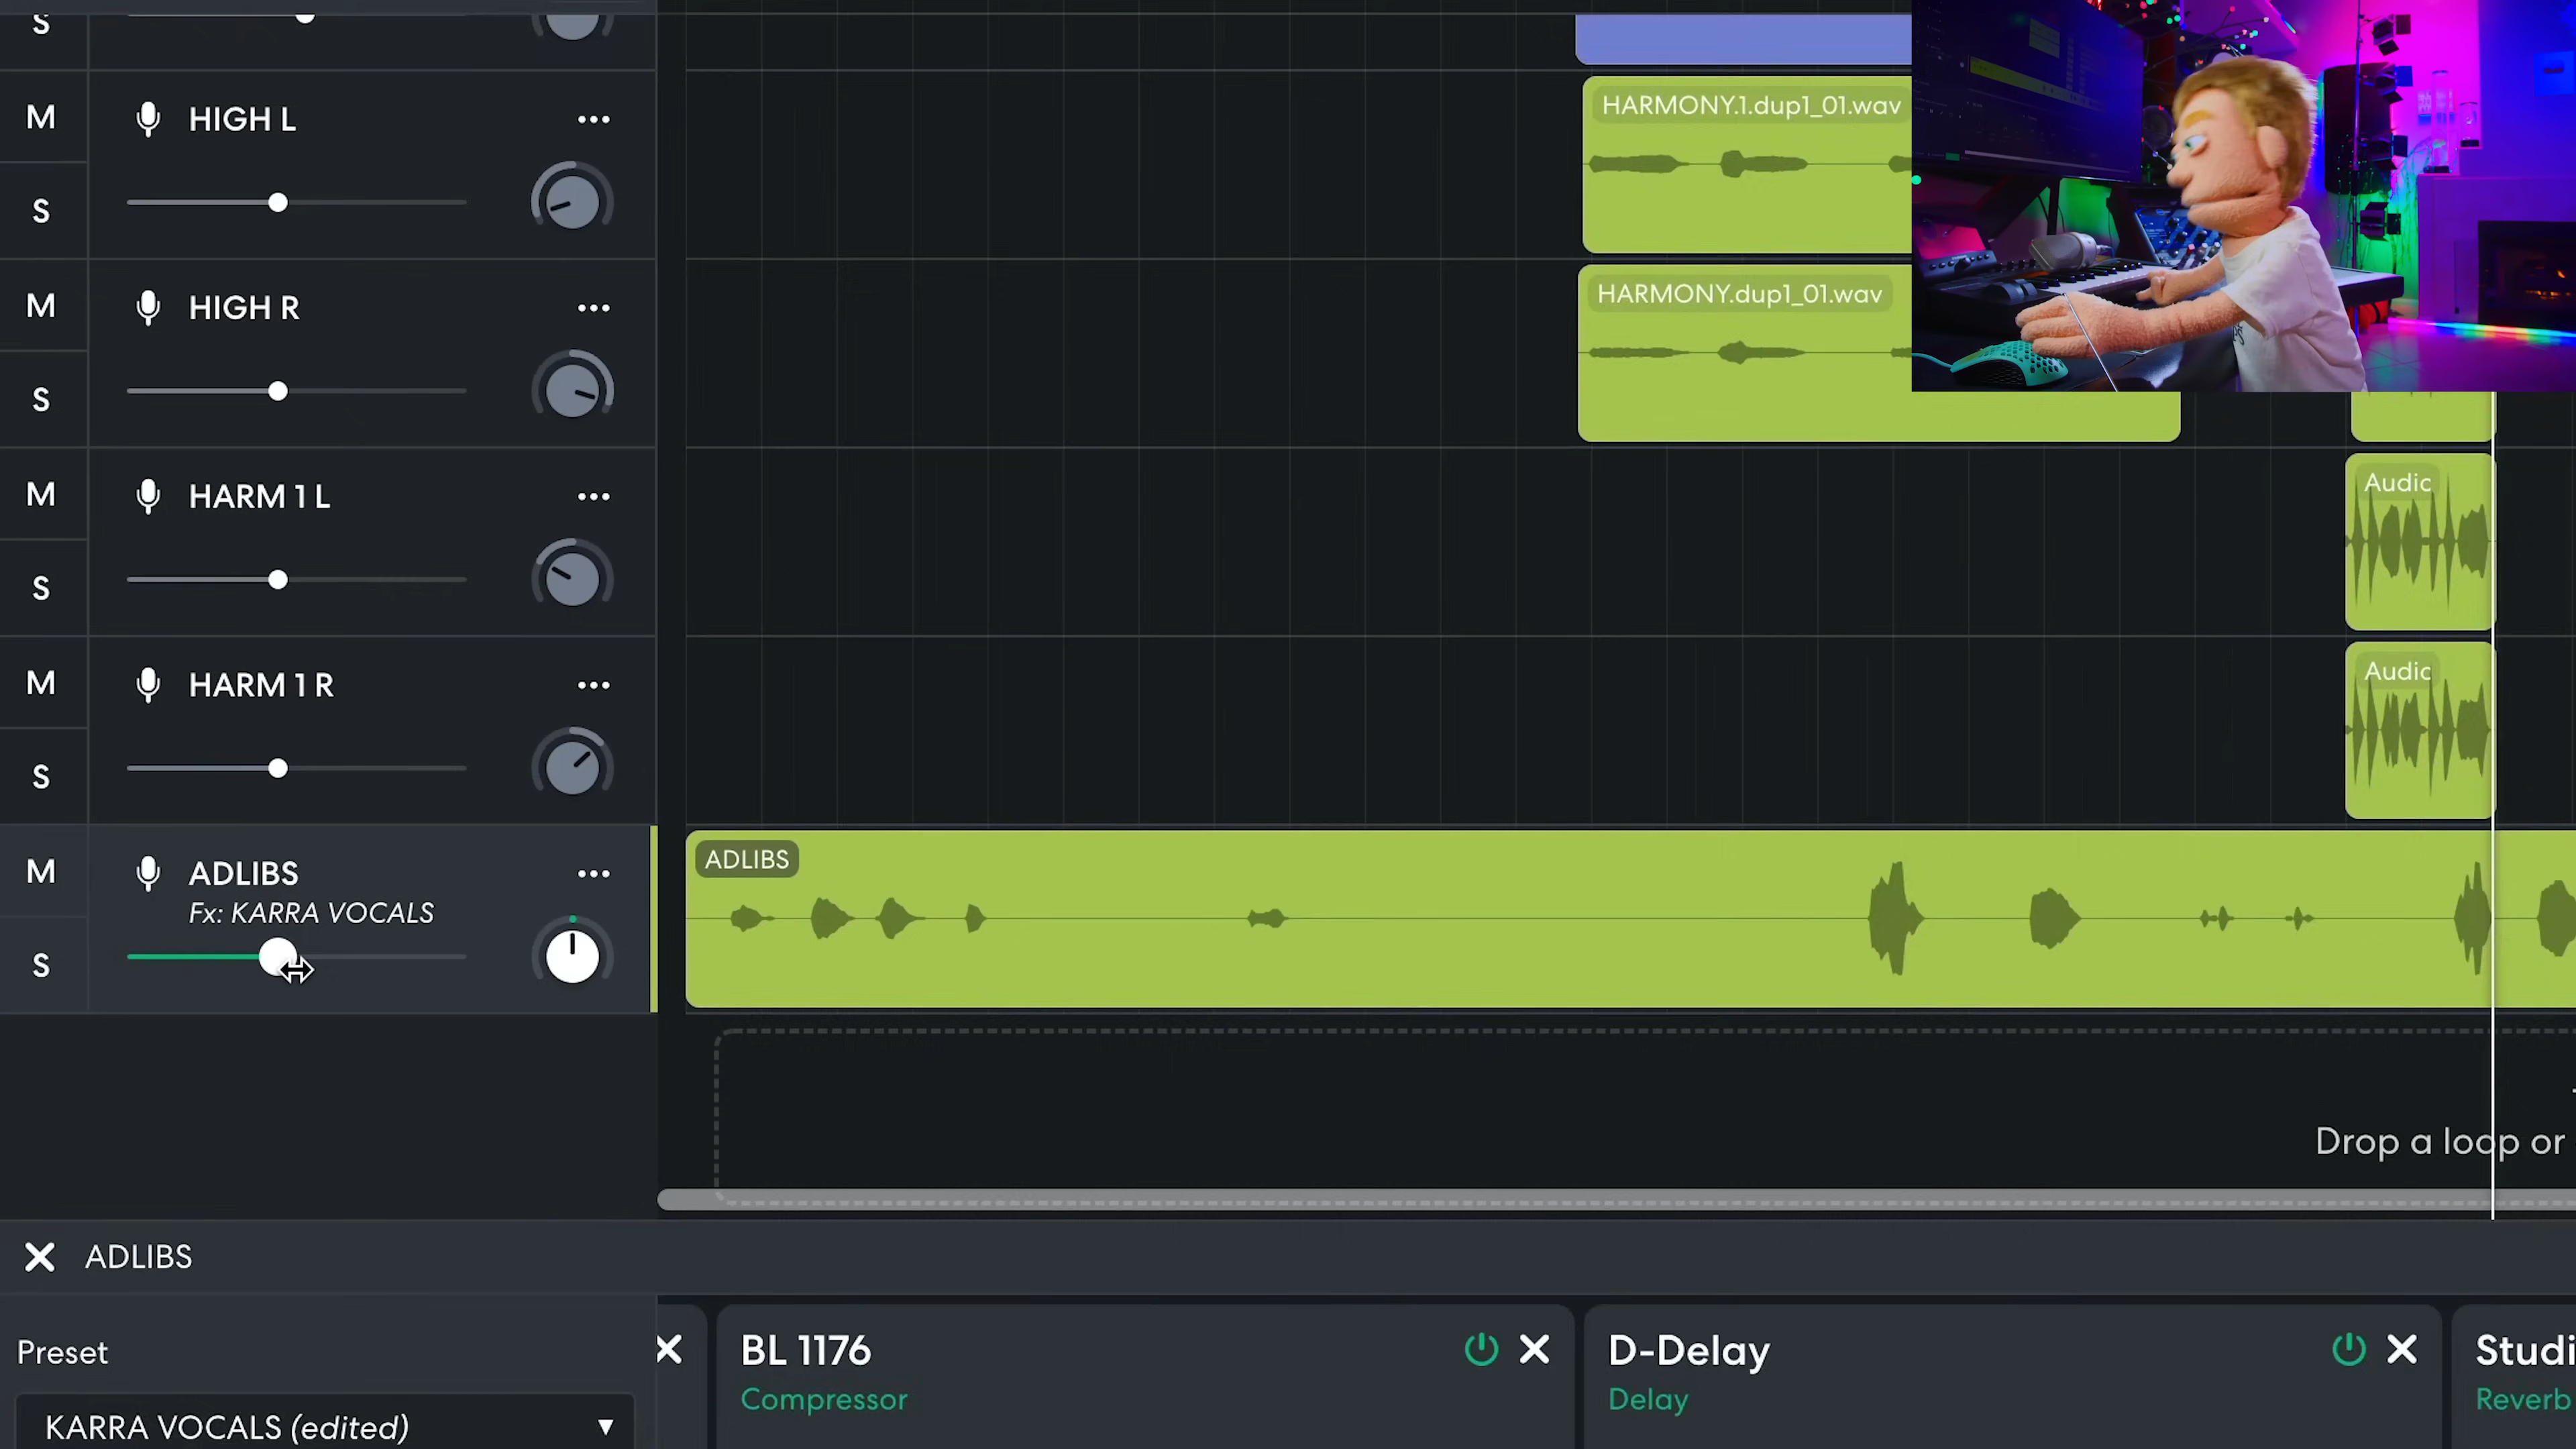 S
M
HIGH L
HARMONY.1.dup1_01.wav
S
M
HIGH R
HARMONY.dup1_01.wav
S
M
HARM 1 L
Audic
S
M
HARM 1 R
Audic
S
M
ADLIBS
ADLIBS
Fx: KARRA VOCALS
S
Drop a loop or
ADLIBS
Preset
BL 1176
D-Delay
Studi
Compressor
Delay
Reverb
KARRA VOCALS (edited)